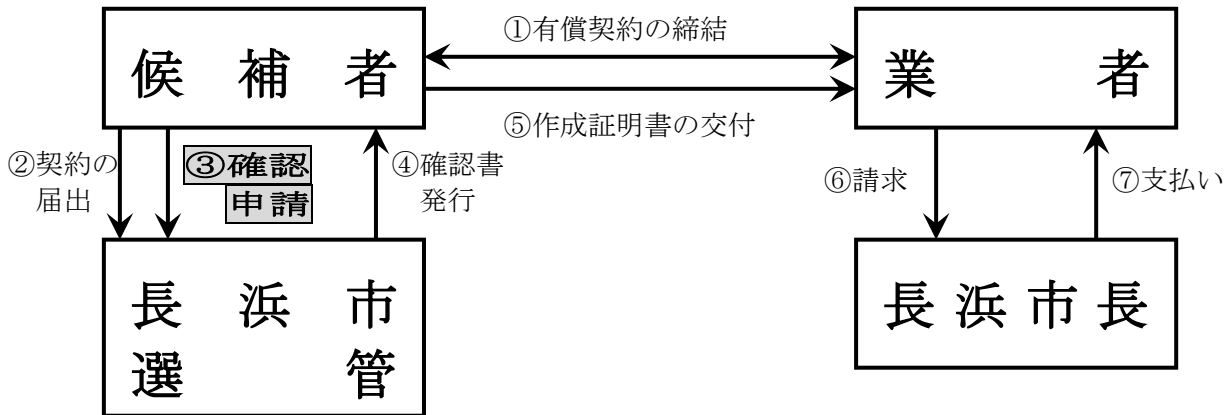 ①有償契約の締結
候補者
業者
⑤作成証明書の交付
②契約の
届出
③確認
申請
④確認書
発行
⑥請求
⑦支払い
長浜市
選管
長浜市長